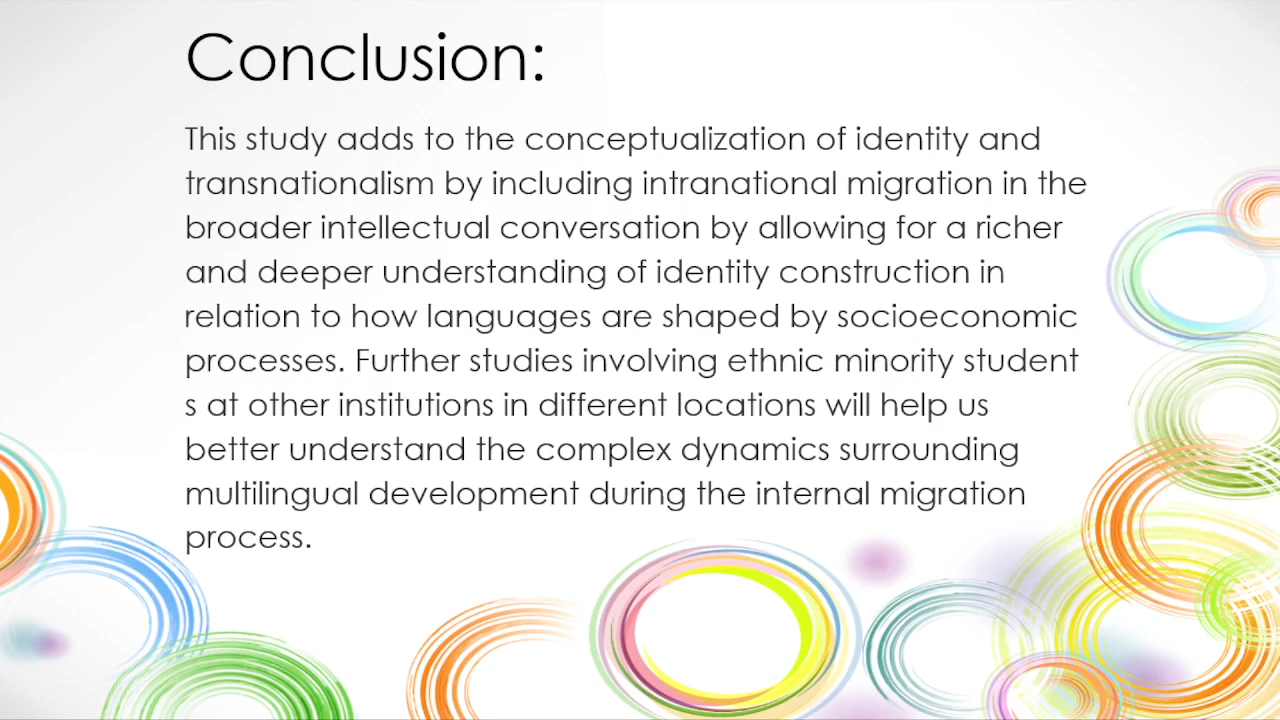 Conclusion:
This study adds to the conceptualization of identity and
transnationalism by including intranational migration in the
broader intellectual conversation by allowing for a richer
and deeper understanding of identity construction in
relation to how languages are shaped by socioeconomic
processes. Further studies involving ethnic minority student
s at other institutions in different locations will help us
better understand the complex dynamics surrounding
multilingual development during the internal migration
process.